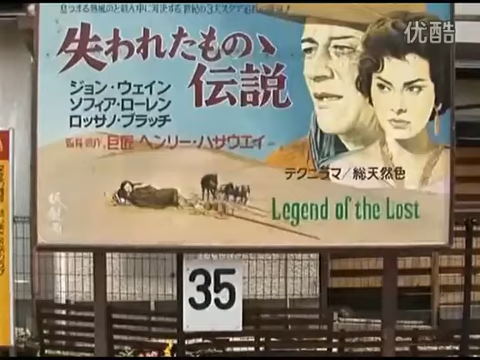 優酷
失われたものゝ
伝説
ジョン・ウェイン
ソフィア・ローレン
ロッサノ・ブラッチ
監督 巨匠 ヘンリー・ハサウェイ
テクニラマ/総天然色
Legend of the Lost
35